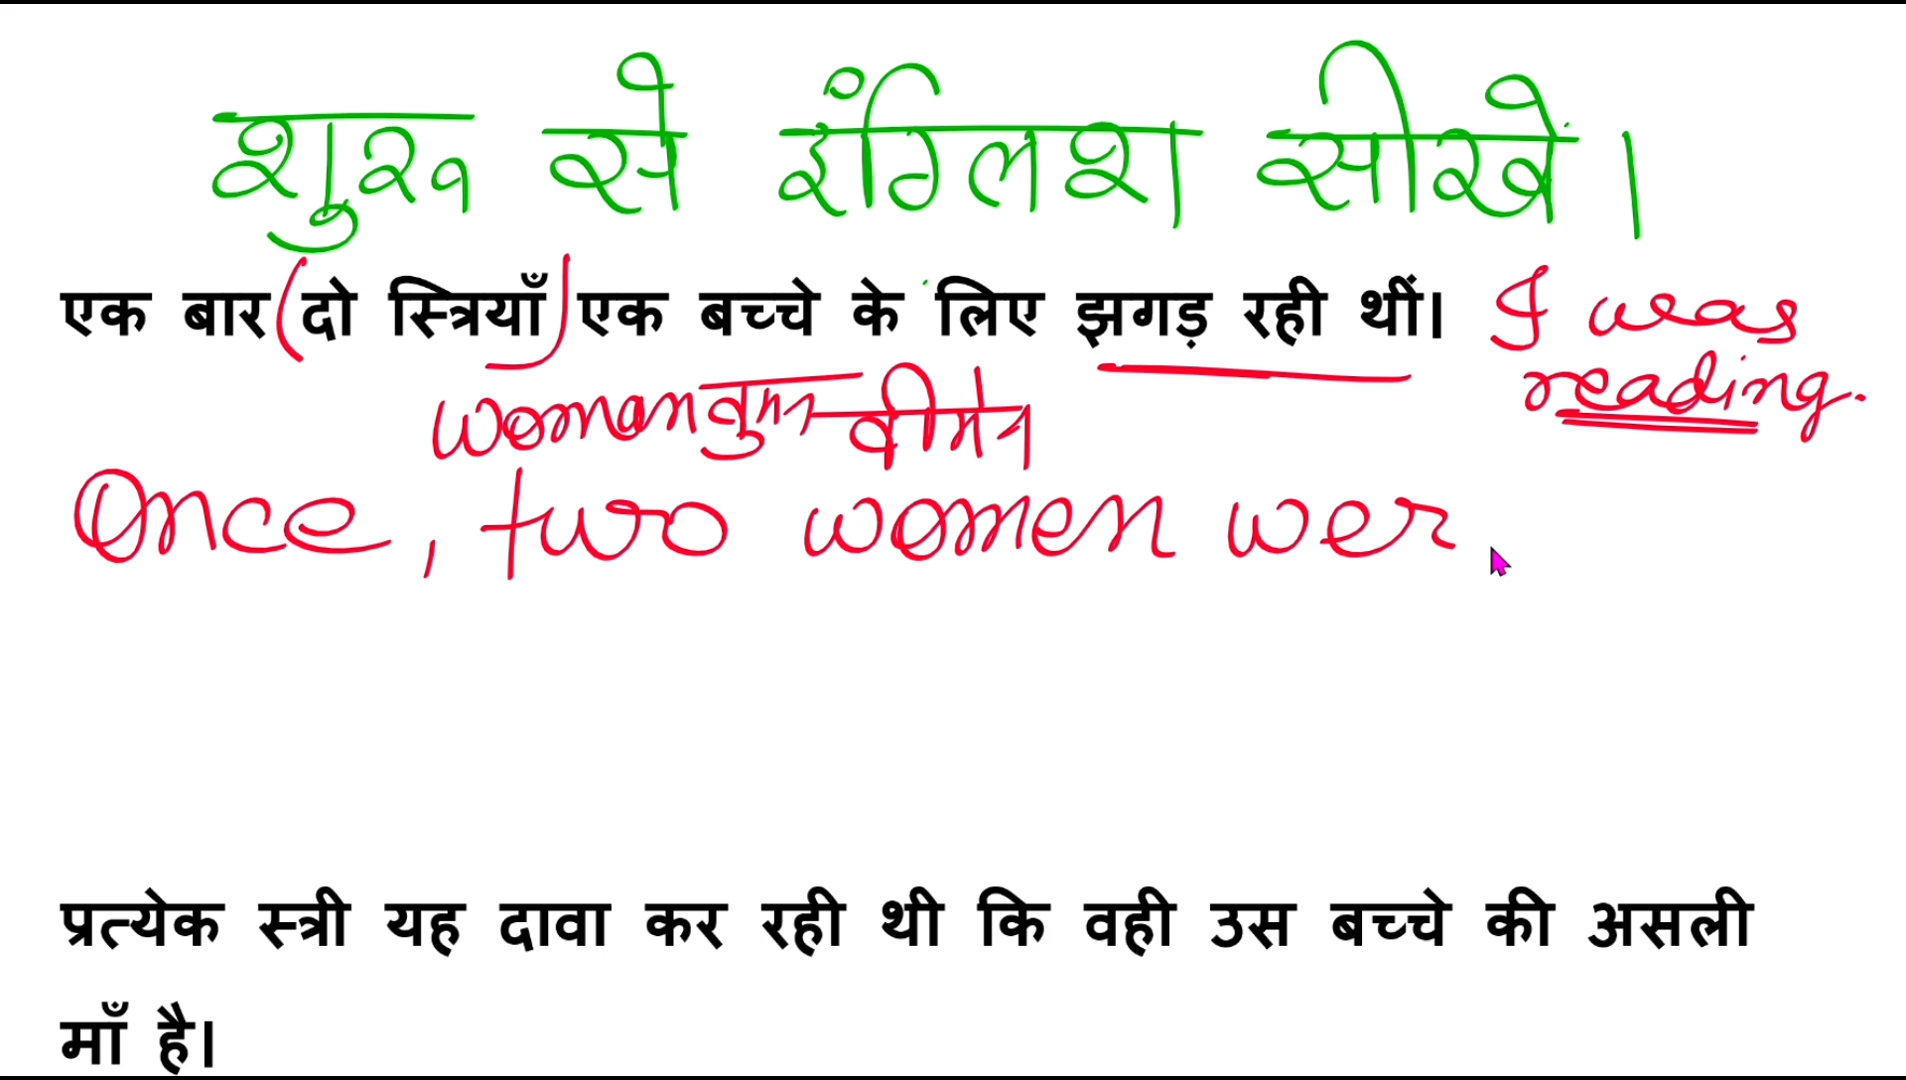 शुरू से इंग्लिश सीखें।
एक बार (दो स्त्रियाँ) एक बच्चे के लिए झगड़ रही थीं। I was
reading.
woman वुमन वीमेन
Once, two women wer
प्रत्येक स्त्री यह दावा कर रही थी कि वही उस बच्चे की असली
माँ है।